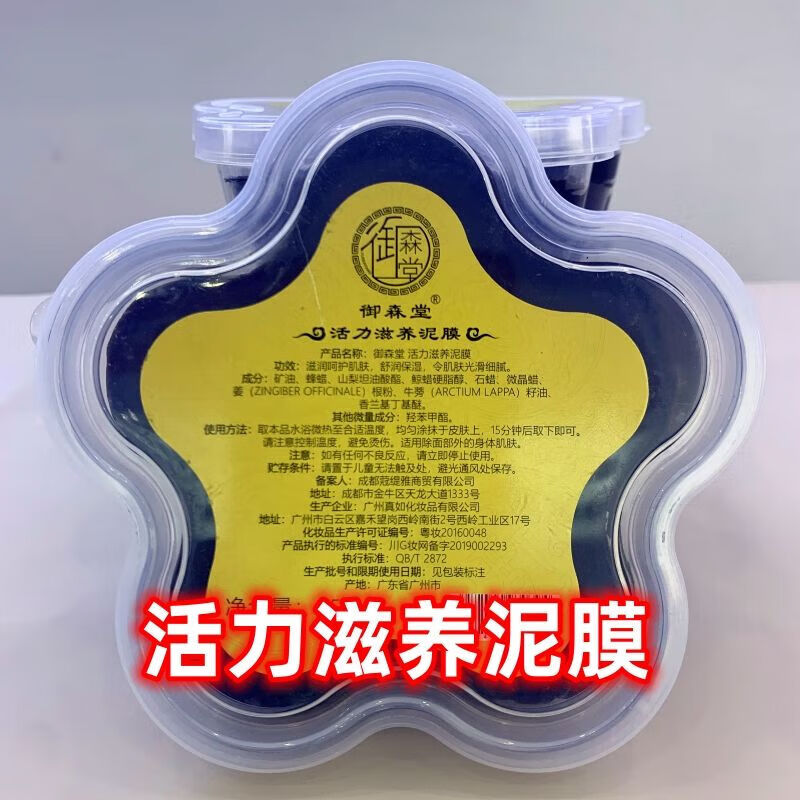 御森堂
御森堂®
活力滋养泥膜
产品名称：御森堂 活力滋养泥膜
功效：滋润呵护肌肤，舒润保湿，令肌肤光滑细腻。
成分：矿油、蜂蜡、山梨坦油酸酯、鲸蜡硬脂醇、石蜡、微晶蜡、
姜（ZINGIBER OFFICINALE）根粉、牛蒡（ARCTIUM LAPPA）籽油、
香兰基丁基醚。
其他微量成分：羟苯甲酯。
使用方法：取本品水浴微热至合适温度，均匀涂抹于皮肤上，15分钟后取下即可。
请注意控制温度，避免烫伤。适用除面部外的身体肌肤。
注意：如有任何不良反应，请立即停止使用。
贮存条件：请置于儿童无法触及处，避光通风处保存。
备案人：成都蔻缇雅商贸有限公司
地址：成都市金牛区天龙大道1333号
生产企业：广州真如化妆品有限公司
地址：广州市白云区嘉禾望岗西岭南街2号西岭工业区17号
化妆品生产许可证编号：粤妆20160048
产品执行的标准编号：川G妆网备字2019002293
执行标准：QB/T 2872
生产批号和限期使用日期：见包装标注
产地：广东省广州市
净含量：
活力滋养泥膜